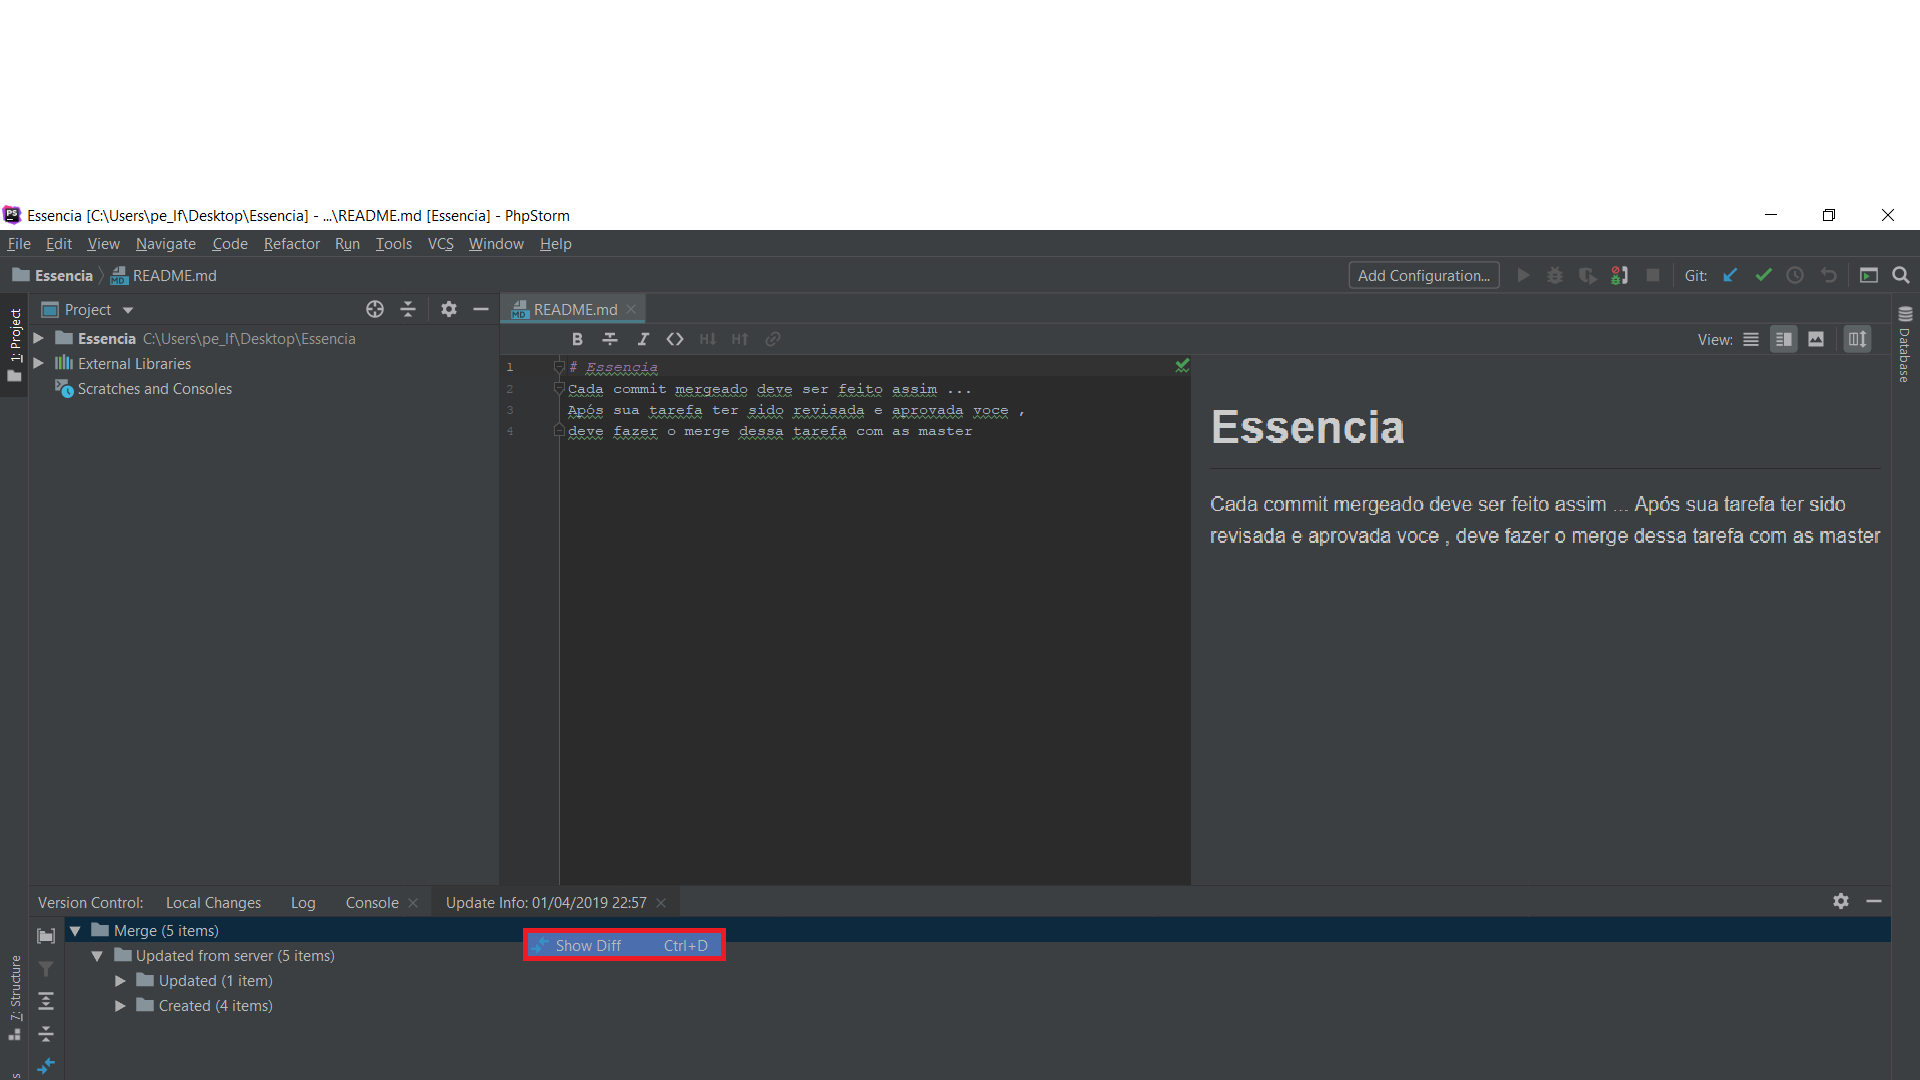 Essencia [C:\Users\pe_lf\Desktop\Essencia] - ...\README.md [Essencia] - PhpStorm
File Edit View Navigate Code Refactor Run Tools VCS Window Help
Essencia README.md Add Configuration... Git:
1: Project
Project
README.md
Essencia C:\Users\pe_lf\Desktop\Essencia
External Libraries
Scratches and Consoles
View:
Database
1 # Essencia
2 Cada commit mergeado deve ser feito assim ...
3 Após sua tarefa ter sido revisada e aprovada voce ,
4 deve fazer o merge dessa tarefa com as master
Essencia
Cada commit mergeado deve ser feito assim ... Após sua tarefa ter sido
revisada e aprovada voce , deve fazer o merge dessa tarefa com as master
Version Control: Local Changes Log Console Update Info: 01/04/2019 22:57
Merge (5 items)
Show Diff Ctrl+D
Updated from server (5 items)
Updated (1 item)
Created (4 items)
7: Structure